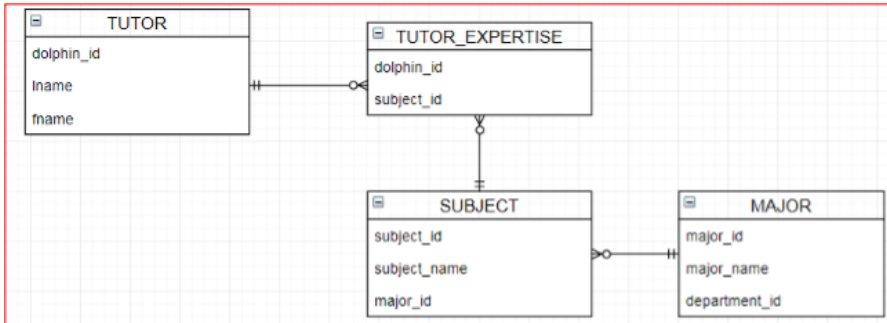 TUTOR
dolphin_id
lname
fname
TUTOR_EXPERTISE
dolphin_id
subject_id
SUBJECT
subject_id
subject_name
major_id
MAJOR
major_id
major_name
department_id